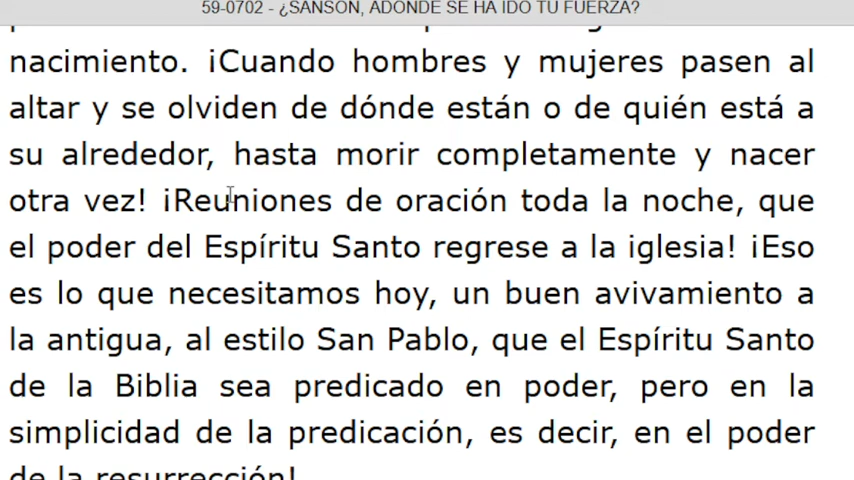 59-0702 - ¿SANSÓN, ADONDE SE HA IDO TU FUERZA?
nacimiento. ¡Cuando hombres y mujeres pasen al
altar y se olviden de dónde están o de quién está a
su alrededor, hasta morir completamente y nacer
otra vez! ¡Reuniones de oración toda la noche, que
el poder del Espíritu Santo regrese a la iglesia! ¡Eso
es lo que necesitamos hoy, un buen avivamiento a
la antigua, al estilo San Pablo, que el Espíritu Santo
de la Biblia sea predicado en poder, pero en la
simplicidad de la predicación, es decir, en el poder
de la resurrección!